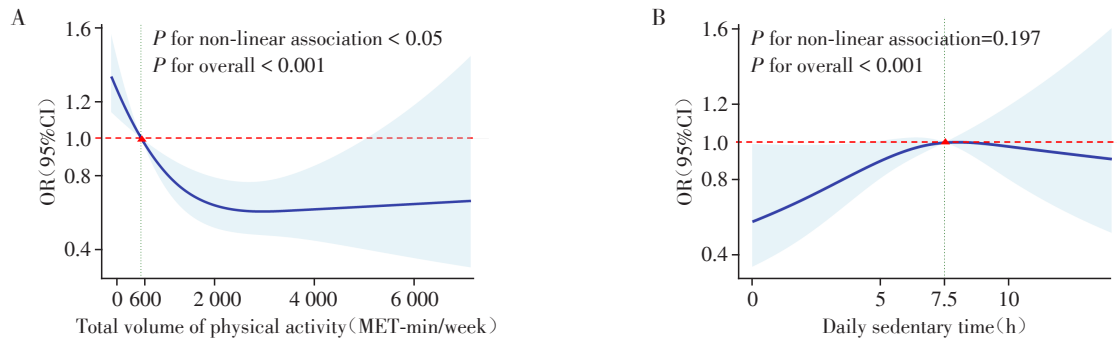 A
1.6
1.2
1.0
0.8
0.4
OR(95%CI)
P for non-linear association < 0.05
P for overall < 0.001
0 600 2 000 4 000 6 000
Total volume of physical activity(MET-min/week)
B
1.6
1.2
1.0
0.8
0.4
OR(95%CI)
P for non-linear association=0.197
P for overall < 0.001
0 5 7.5 10
Daily sedentary time(h)